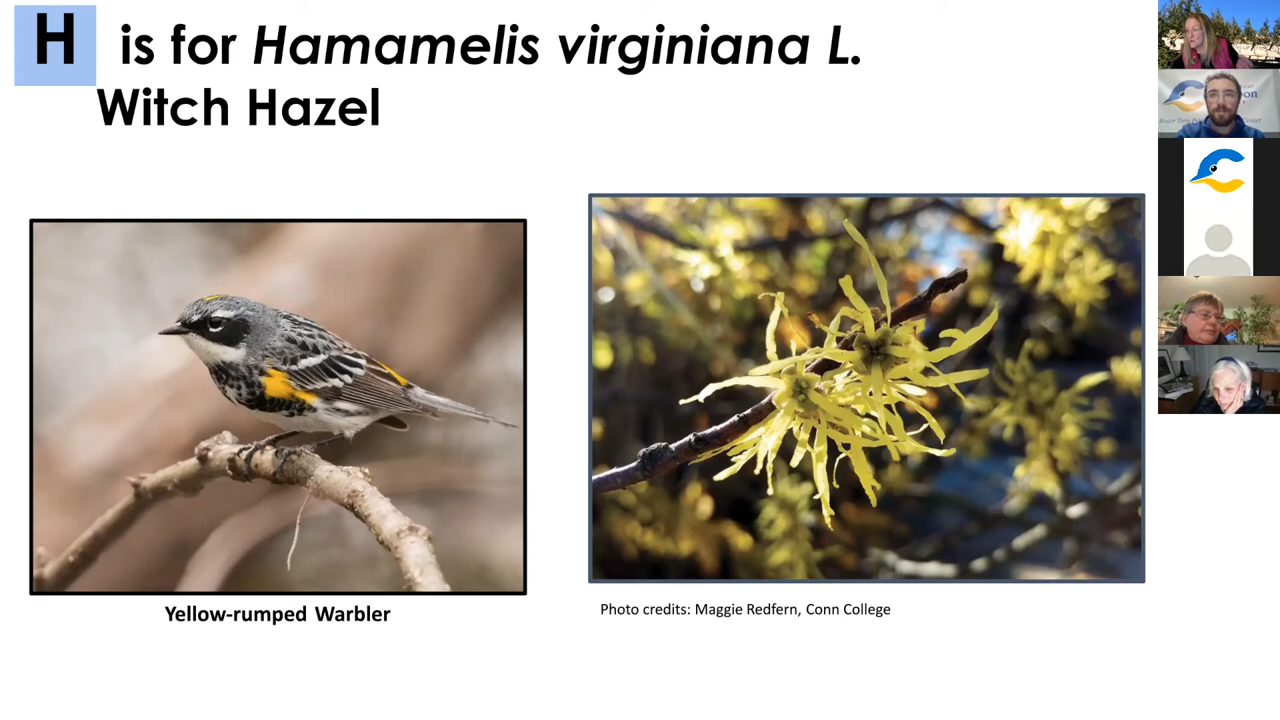 H is for Hamamelis virginiana L.
Witch Hazel
Yellow-rumped Warbler
Photo credits: Maggie Redfern, Conn College